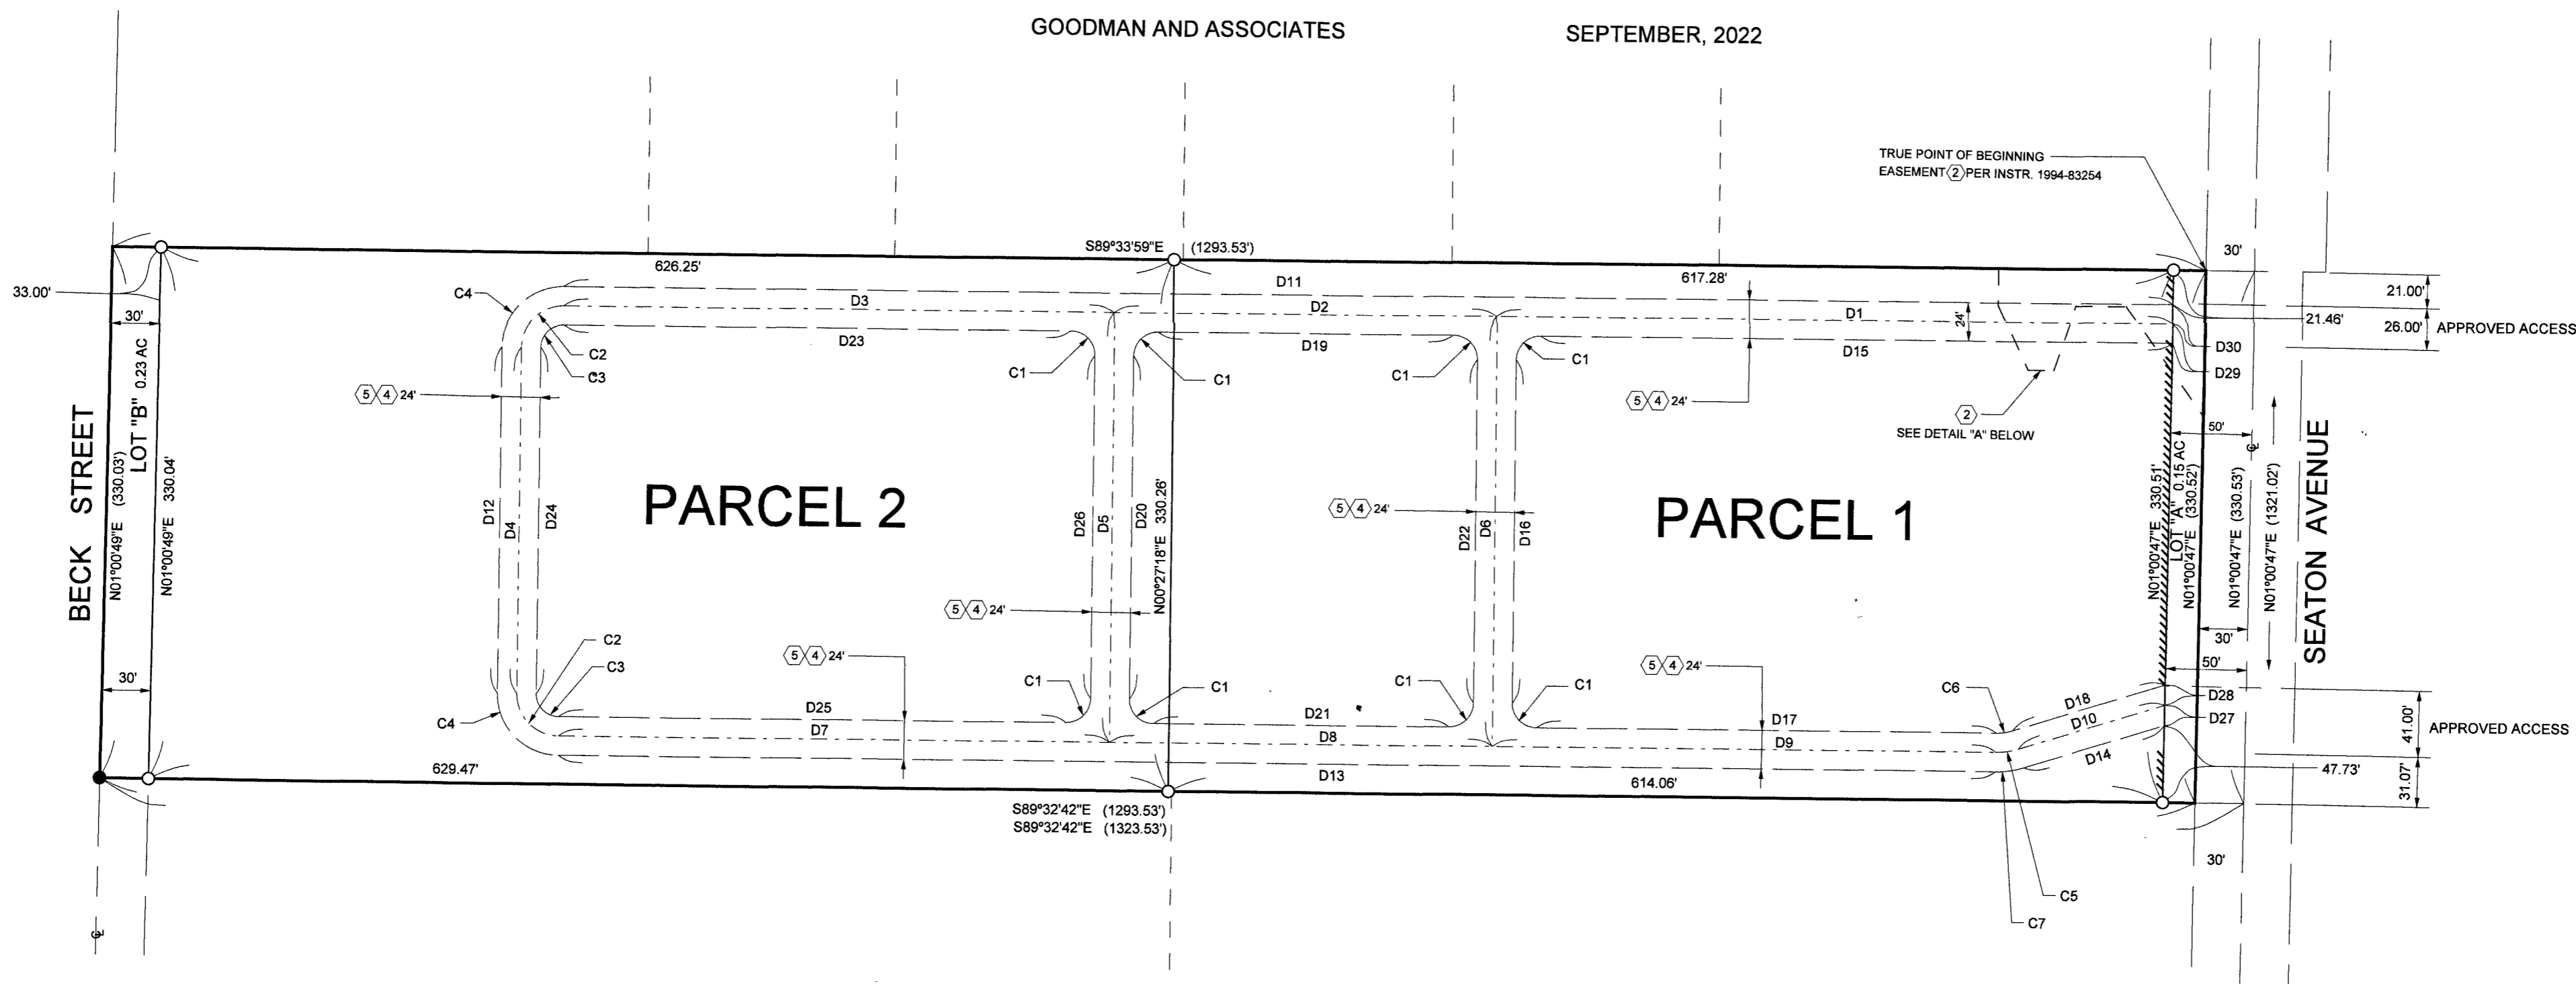 GOODMAN AND ASSOCIATES
SEPTEMBER, 2022
TRUE POINT OF BEGINNING
EASEMENT 2 PER INSTR. 1994-83254
S89°33'59"E (1293.53')
30'
33.00'
626.25'
617.28'
D11
21.00'
C4
D3
D2
D1
24'
21.46'
26.00'
APPROVED ACCESS
30'
D23
D19
D15
D30
C2
C3
C1
C1
C1
C1
D29
5 4 24'
5 4 24'
2
SEE DETAIL "A" BELOW
50'
℄
BECK STREET
N01°00'49"E (330.03')
LOT "B" 0.23 AC
N01°00'49"E 330.04'
D12
D4
D24
PARCEL 2
D26
D5
D20
N00°27'18"E 330.26'
5 4 24'
D22
D6
D16
PARCEL 1
N01°00'47"E 330.51'
LOT "A" 0.15 AC
N01°00'47"E (330.52')
N01°00'47"E (330.53')
N01°00'47"E (1321.02')
SEATON AVENUE
5 4 24'
30'
C2
5 4 24'
5 4 24'
C3
30'
50'
C1
C1
C1
C1
C6
D18
D28
C4
D25
D21
D17
D10
D27
D7
D8
D9
D14
41.00'
APPROVED ACCESS
629.47'
D13
614.06'
47.73'
31.07'
S89°32'42"E (1293.53')
S89°32'42"E (1323.53')
30'
C5
C7
℄